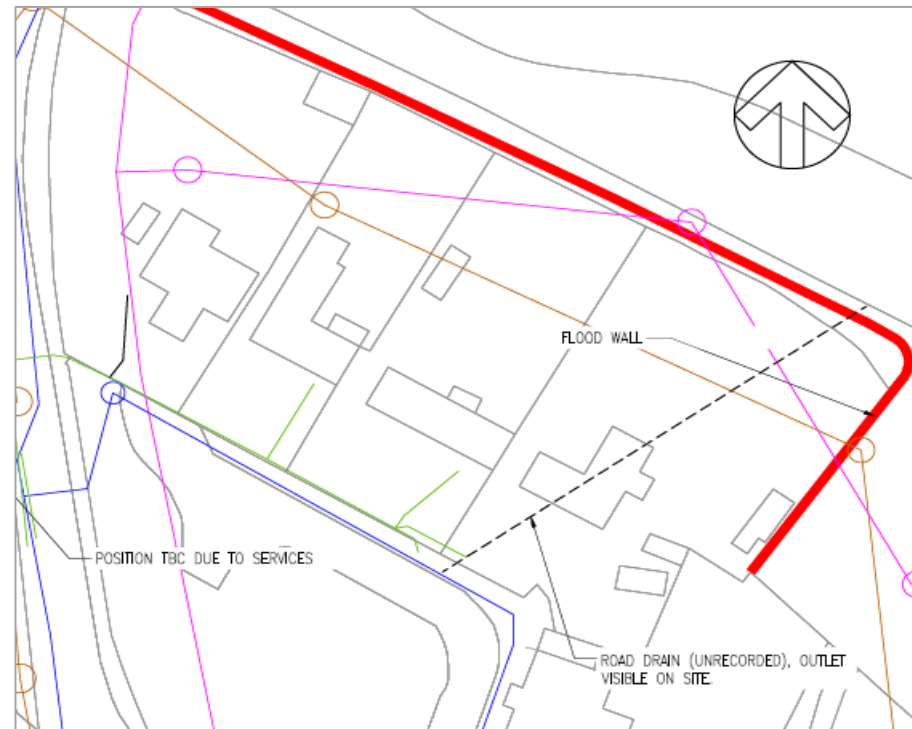 FLOOD WALL
POSITION TBC DUE TO SERVICES
ROAD DRAIN (UNRECORDED), OUTLET
VISIBLE ON SITE.